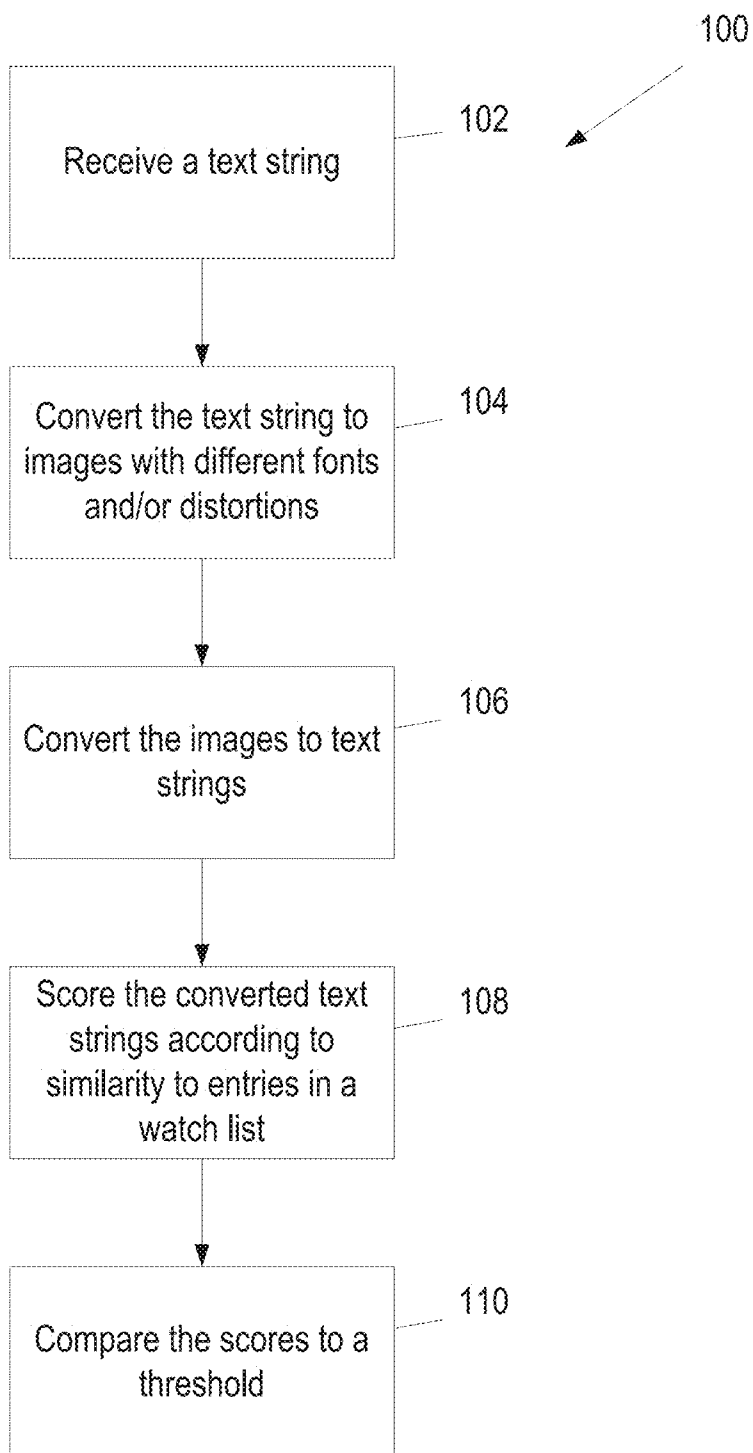 100
102
Receive a text string
104
Convert the text string to
images with different fonts
and/or distortions
106
Convert the images to text
strings
108
Score the converted text
strings according to
similarity to entries in a
watch list
110
Compare the scores to a
threshold